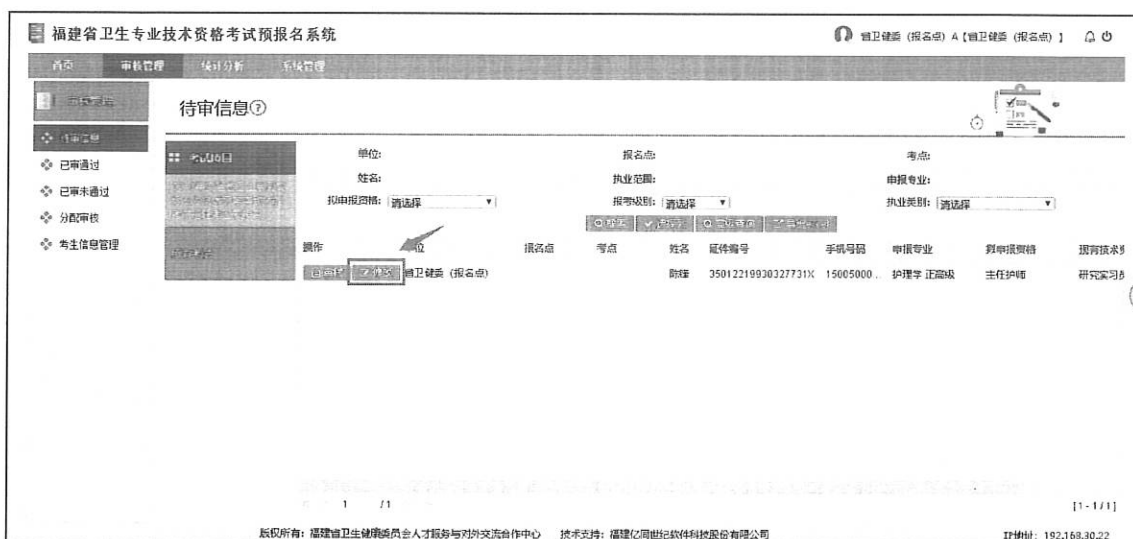 福建省卫生专业技术资格考试预报名系统
省卫健委（报名点）A【省卫健委（报名点）】
首页 审核管理 统计分析 系统管理
待审信息?
待审信息
已审通过
已审未通过
分配审核
考生信息管理
考试项目
单位: 报名点: 考点:
姓名: 执业范围: 申报专业:
拟申报资格: 请选择 报考级别: 请选择 执业类别: 请选择
操作 位 报名点 考点 姓名 证件编号 手机号码 申报专业 拟申报资格 现有技术资
修改 省卫健委（报名点） 35012219930327731X 15005000... 护理学 正高级 主任护师 研究实习员
1 /1 [1-1/1]
版权所有：福建省卫生健康委员会人才服务与对外交流合作中心 技术支持：福建亿同世纪软件科技股份有限公司 IP地址：192.168.30.22